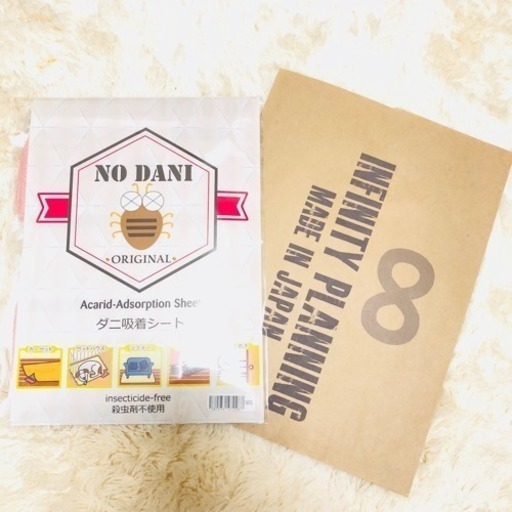 NO DANI
ORIGINAL
Acarid-Adsorption Sheet
ダニ吸着シート
insecticide-free
殺虫剤不使用
INFINITY PLANNING
MADE IN JAPAN